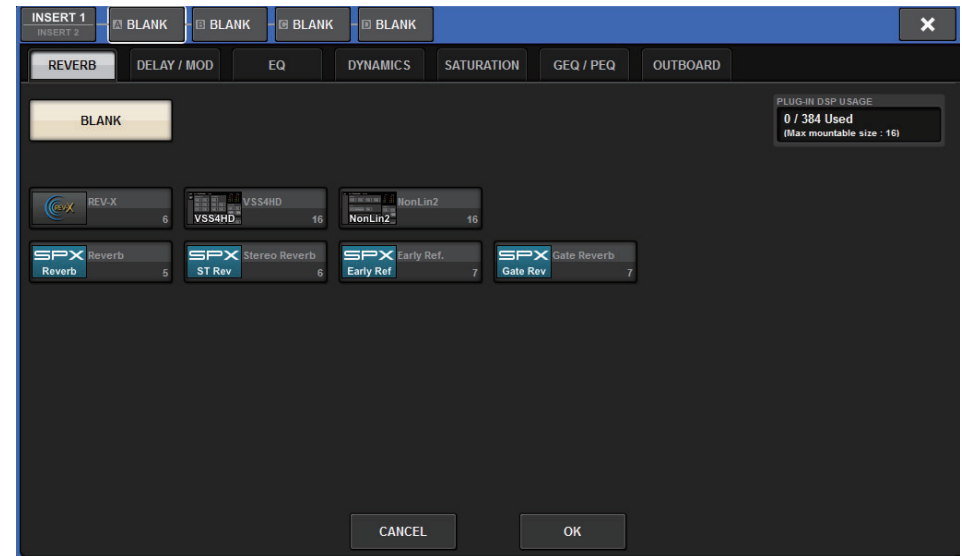 INSERT 1
INSERT 2
A BLANK
B BLANK
C BLANK
D BLANK
REVERB
DELAY / MOD
EQ
DYNAMICS
SATURATION
GEQ / PEQ
OUTBOARD
BLANK
PLUG-IN DSP USAGE
0 / 384 Used
(Max mountable size : 16)
REV-X
REV-X
6
VSS4HD
VSS4HD
16
NonLin2
NonLin2
16
SPX
Reverb
Reverb
5
SPX
ST Rev
Stereo Reverb
6
SPX
Early Ref
Early Ref.
7
SPX
Gate Rev
Gate Reverb
7
CANCEL
OK